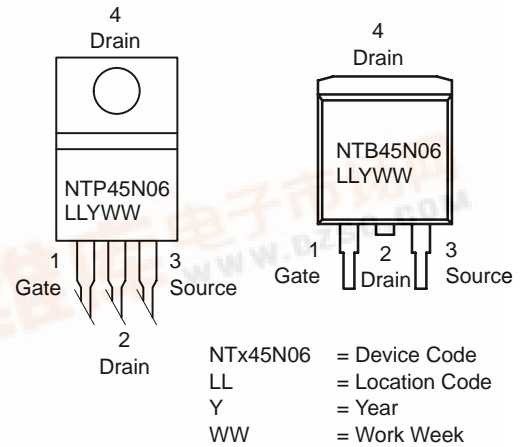 4
Drain
NTP45N06
LLYWW
1
Gate
3
Source
2
Drain
4
Drain
NTB45N06
LLYWW
1
Gate
2
Drain
3
Source
NTx45N06 = Device Code
LL = Location Code
Y = Year
WW = Work Week